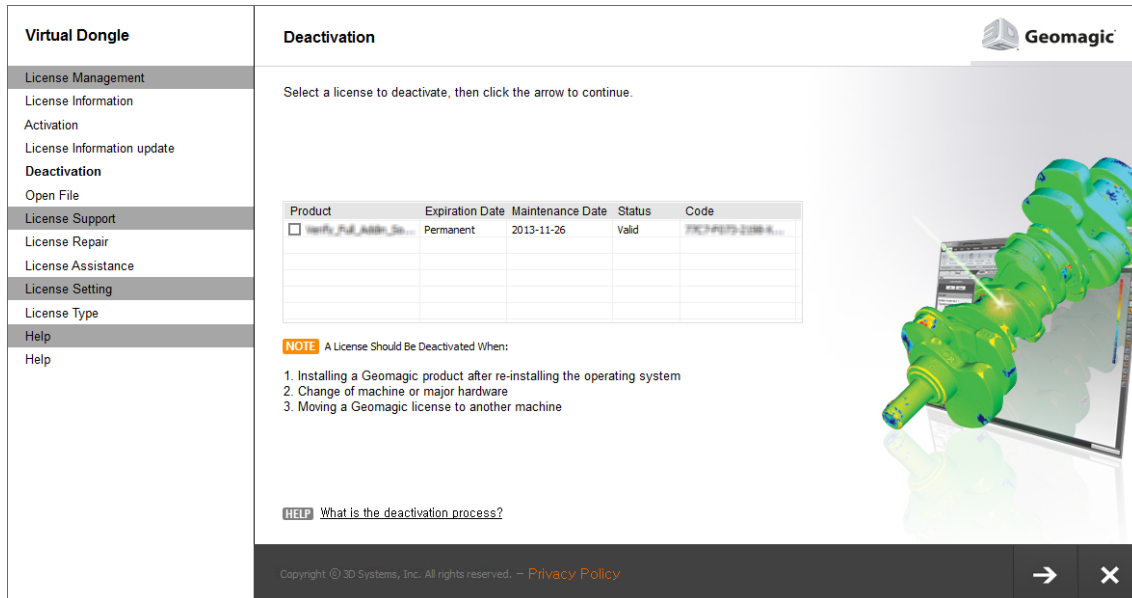 Virtual Dongle
License Management
License Information
Activation
License Information update
Deactivation
Open File
License Support
License Repair
License Assistance
License Setting
License Type
Help
Help
Deactivation
Geomagic
Select a license to deactivate, then click the arrow to continue.
Product Expiration Date Maintenance Date Status Code
Permanent 2013-11-26 Valid
NOTE A License Should Be Deactivated When:
1. Installing a Geomagic product after re-installing the operating system
2. Change of machine or major hardware
3. Moving a Geomagic license to another machine
HELP What is the deactivation process?
Copyright © 3D Systems, Inc. All rights reserved. – Privacy Policy